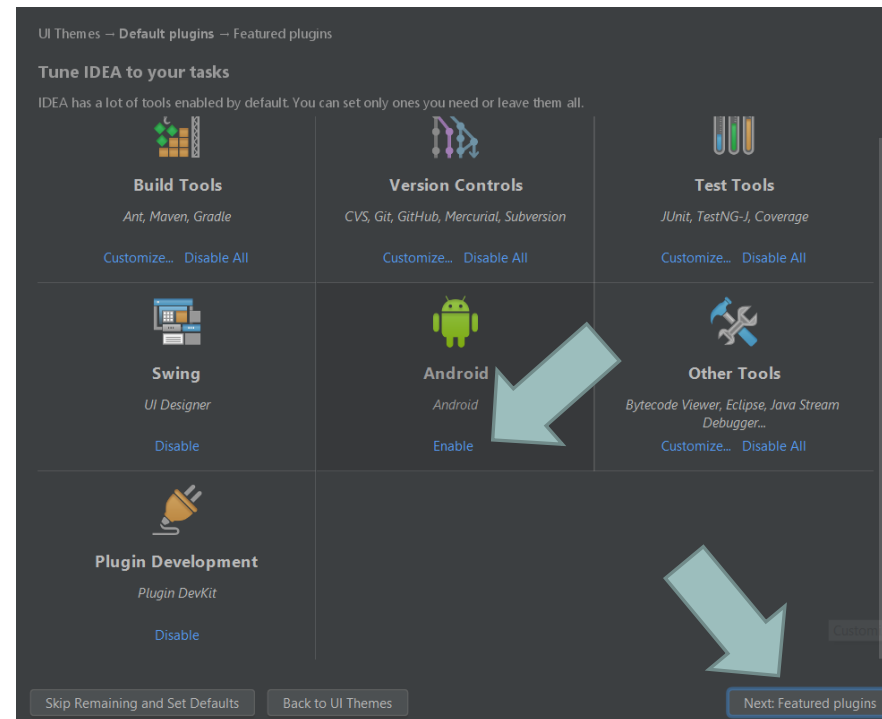 UI Themes → Default plugins → Featured plugins
Tune IDEA to your tasks
IDEA has a lot of tools enabled by default. You can set only ones you need or leave them all.
Build Tools
Ant, Maven, Gradle
Customize... Disable All
Version Controls
CVS, Git, GitHub, Mercurial, Subversion
Customize... Disable All
Test Tools
JUnit, TestNG-J, Coverage
Customize... Disable All
Swing
UI Designer
Disable
Android
Android
Enable
Other Tools
Bytecode Viewer, Eclipse, Java Stream
Debugger...
Customize... Disable All
Plugin Development
Plugin DevKit
Disable
Custom
Skip Remaining and Set Defaults
Back to UI Themes
Next: Featured plugins